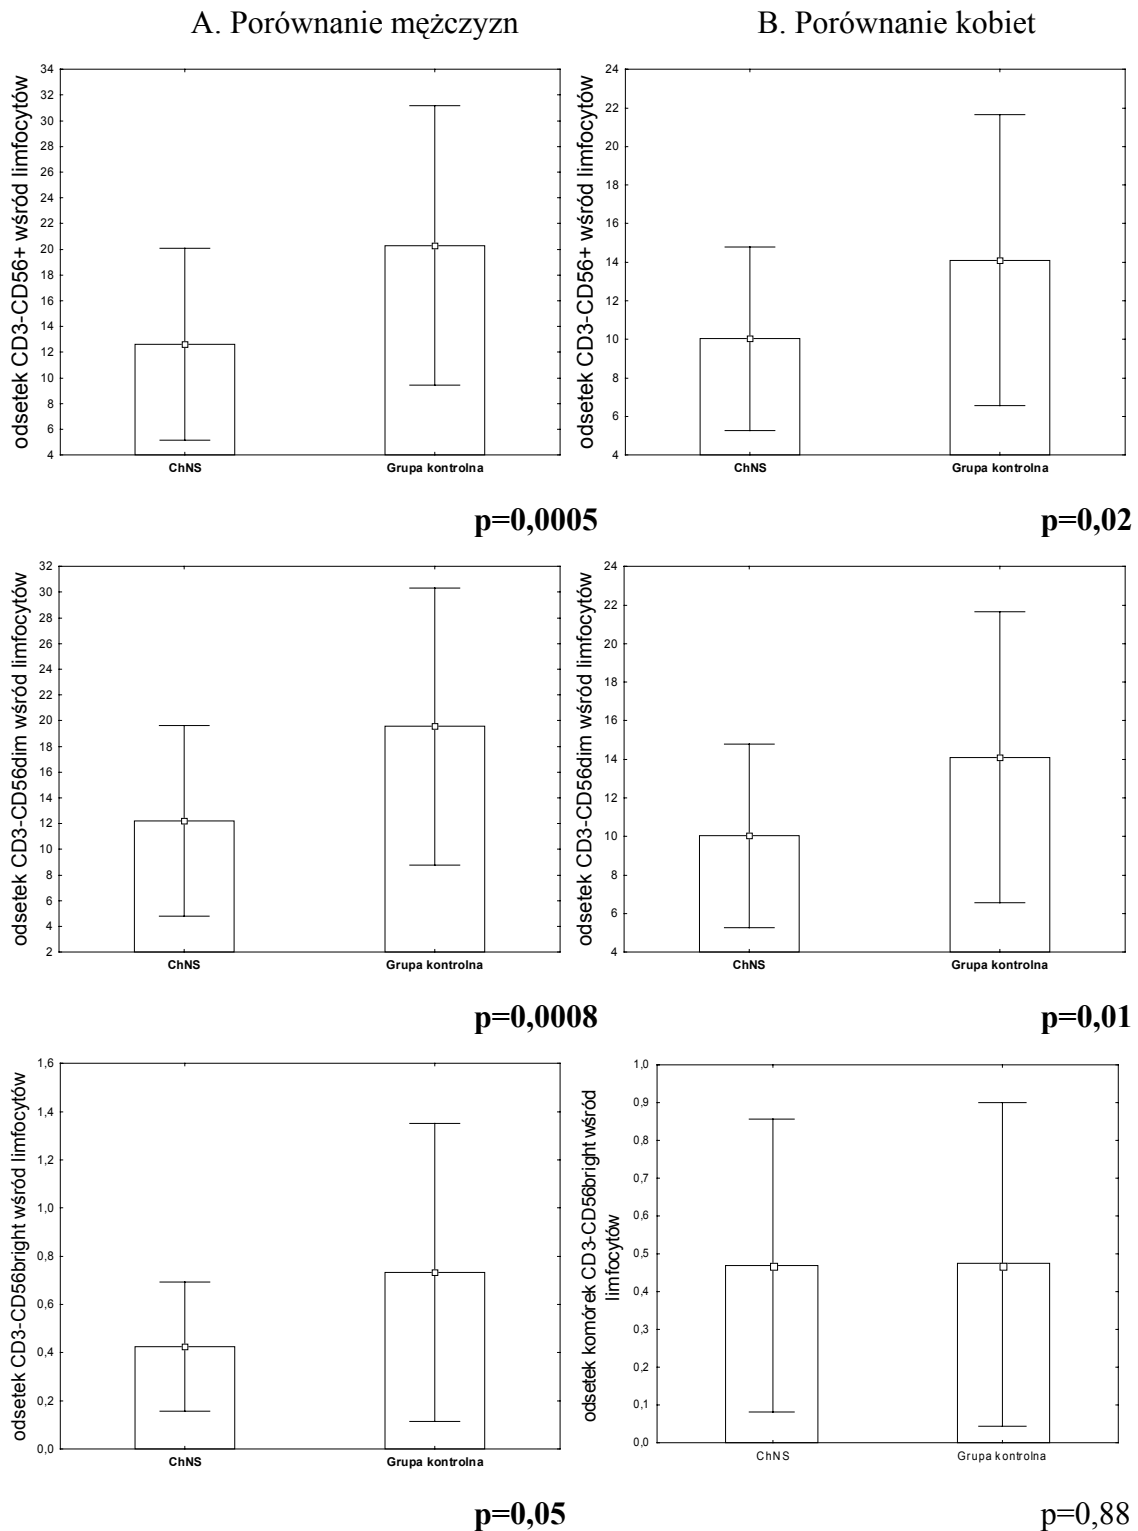 A. Porównanie mężczyzn
B. Porównanie kobiet
odsetek CD3-CD56+ wśród limfocytów
34
32
30
28
26
24
22
20
18
16
14
12
10
8
6
4
ChNS
Grupa kontrolna
p=0,0005
odsetek CD3-CD56+ wśród limfocytów
24
22
20
18
16
14
12
10
8
6
4
ChNS
Grupa kontrolna
p=0,02
odsetek CD3-CD56dim wśród limfocytów
32
30
28
26
24
22
20
18
16
14
12
10
8
6
4
2
ChNS
Grupa kontrolna
p=0,0008
odsetek CD3-CD56dim wśród limfocytów
24
22
20
18
16
14
12
10
8
6
4
ChNS
Grupa kontrolna
p=0,01
odsetek CD3-CD56bright wśród limfocytów
1,6
1,4
1,2
1,0
0,8
0,6
0,4
0,2
0,0
ChNS
Grupa kontrolna
p=0,05
odsetek komórek CD3-CD56bright wśród
limfocytów
1,0
0,9
0,8
0,7
0,6
0,5
0,4
0,3
0,2
0,1
0,0
ChNS
Grupa kontrolna
p=0,88